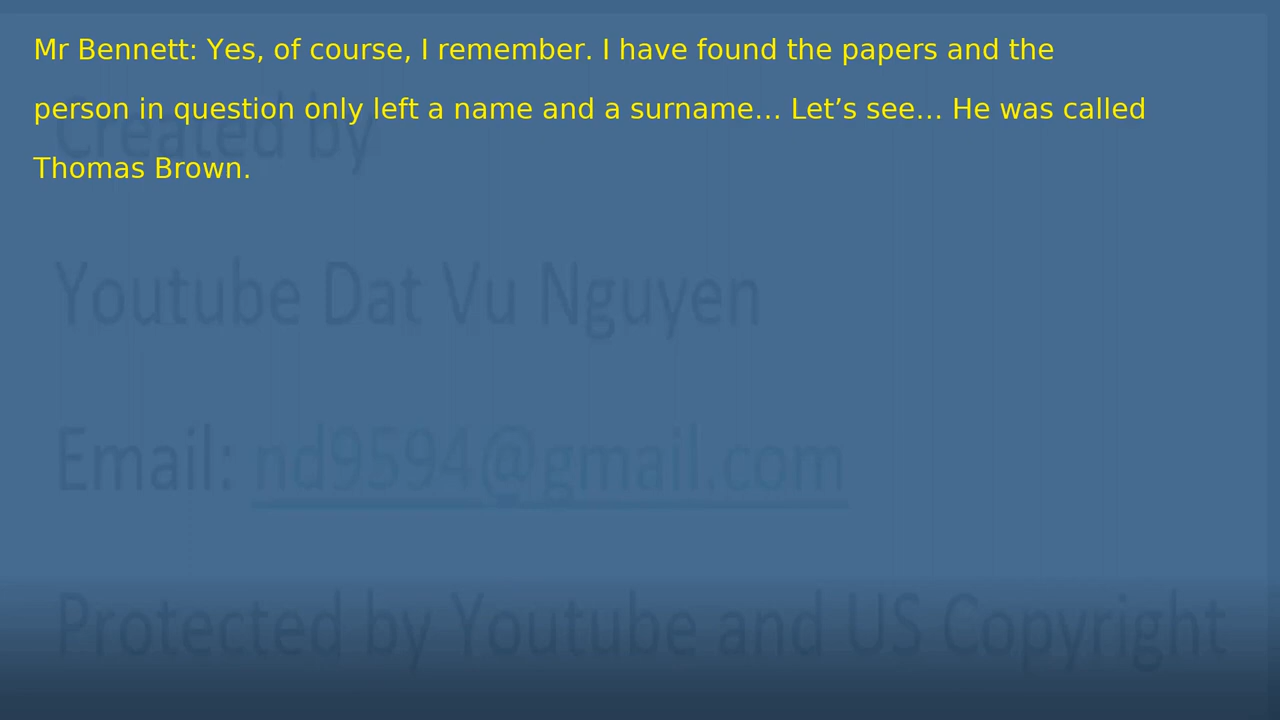 Mr Bennett: Yes, of course, I remember. I have found the papers and the
person in question only left a name and a surname… Let’s see… He was called
Thomas Brown.
Created by
Youtube Dat Vu Nguyen
Email: nd9594@gmail.com
Protected by Youtube and US Copyright